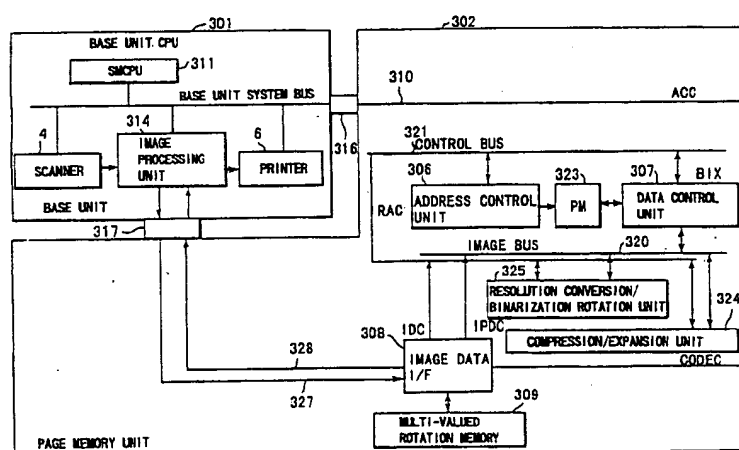 301
302
BASE UNIT CPU
SMCPU
311
BASE UNIT SYSTEM BUS
310
ACC
4
314
6
316
321
CONTROL BUS
SCANNER
IMAGE
PROCESSING
UNIT
PRINTER
306
323
307
BIX
RAC
ADDRESS CONTROL
UNIT
PM
DATA CONTROL
UNIT
BASE UNIT
317
IMAGE BUS
320
325
RESOLUTION CONVERSION/
BINARIZATION ROTATION UNIT
324
IDC
IPDC
308
COMPRESSION/EXPANSION UNIT
IMAGE DATA
I/F
CODEC
328
327
309
MULTI-VALUED
ROTATION MEMORY
PAGE MEMORY UNIT